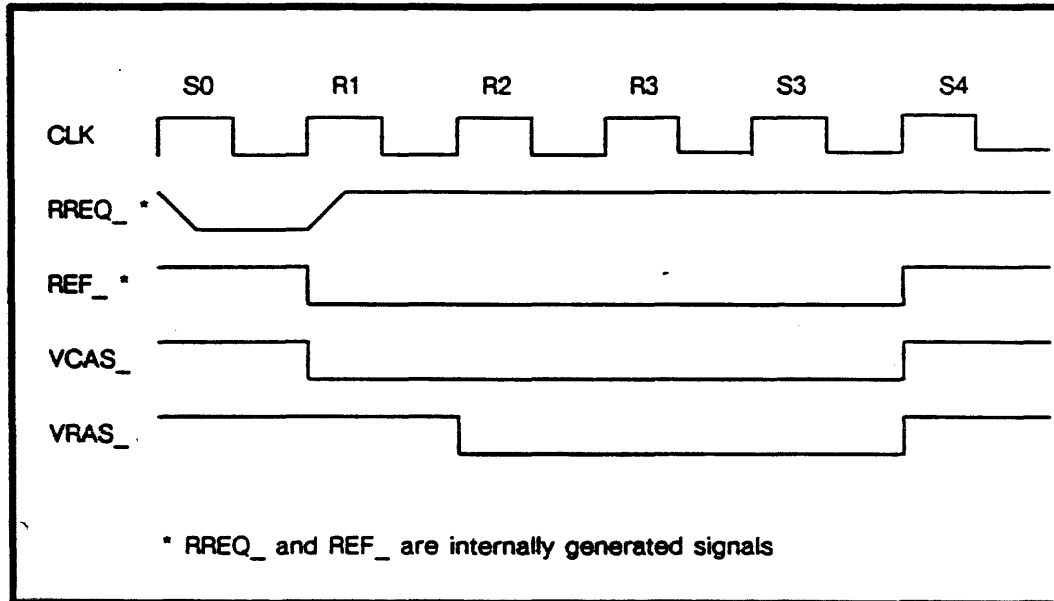 S0 R1 R2 R3 S3 S4
CLK
RREQ_ *
REF_ *
VCAS_
VRAS_
* RREQ_ and REF_ are internally generated signals